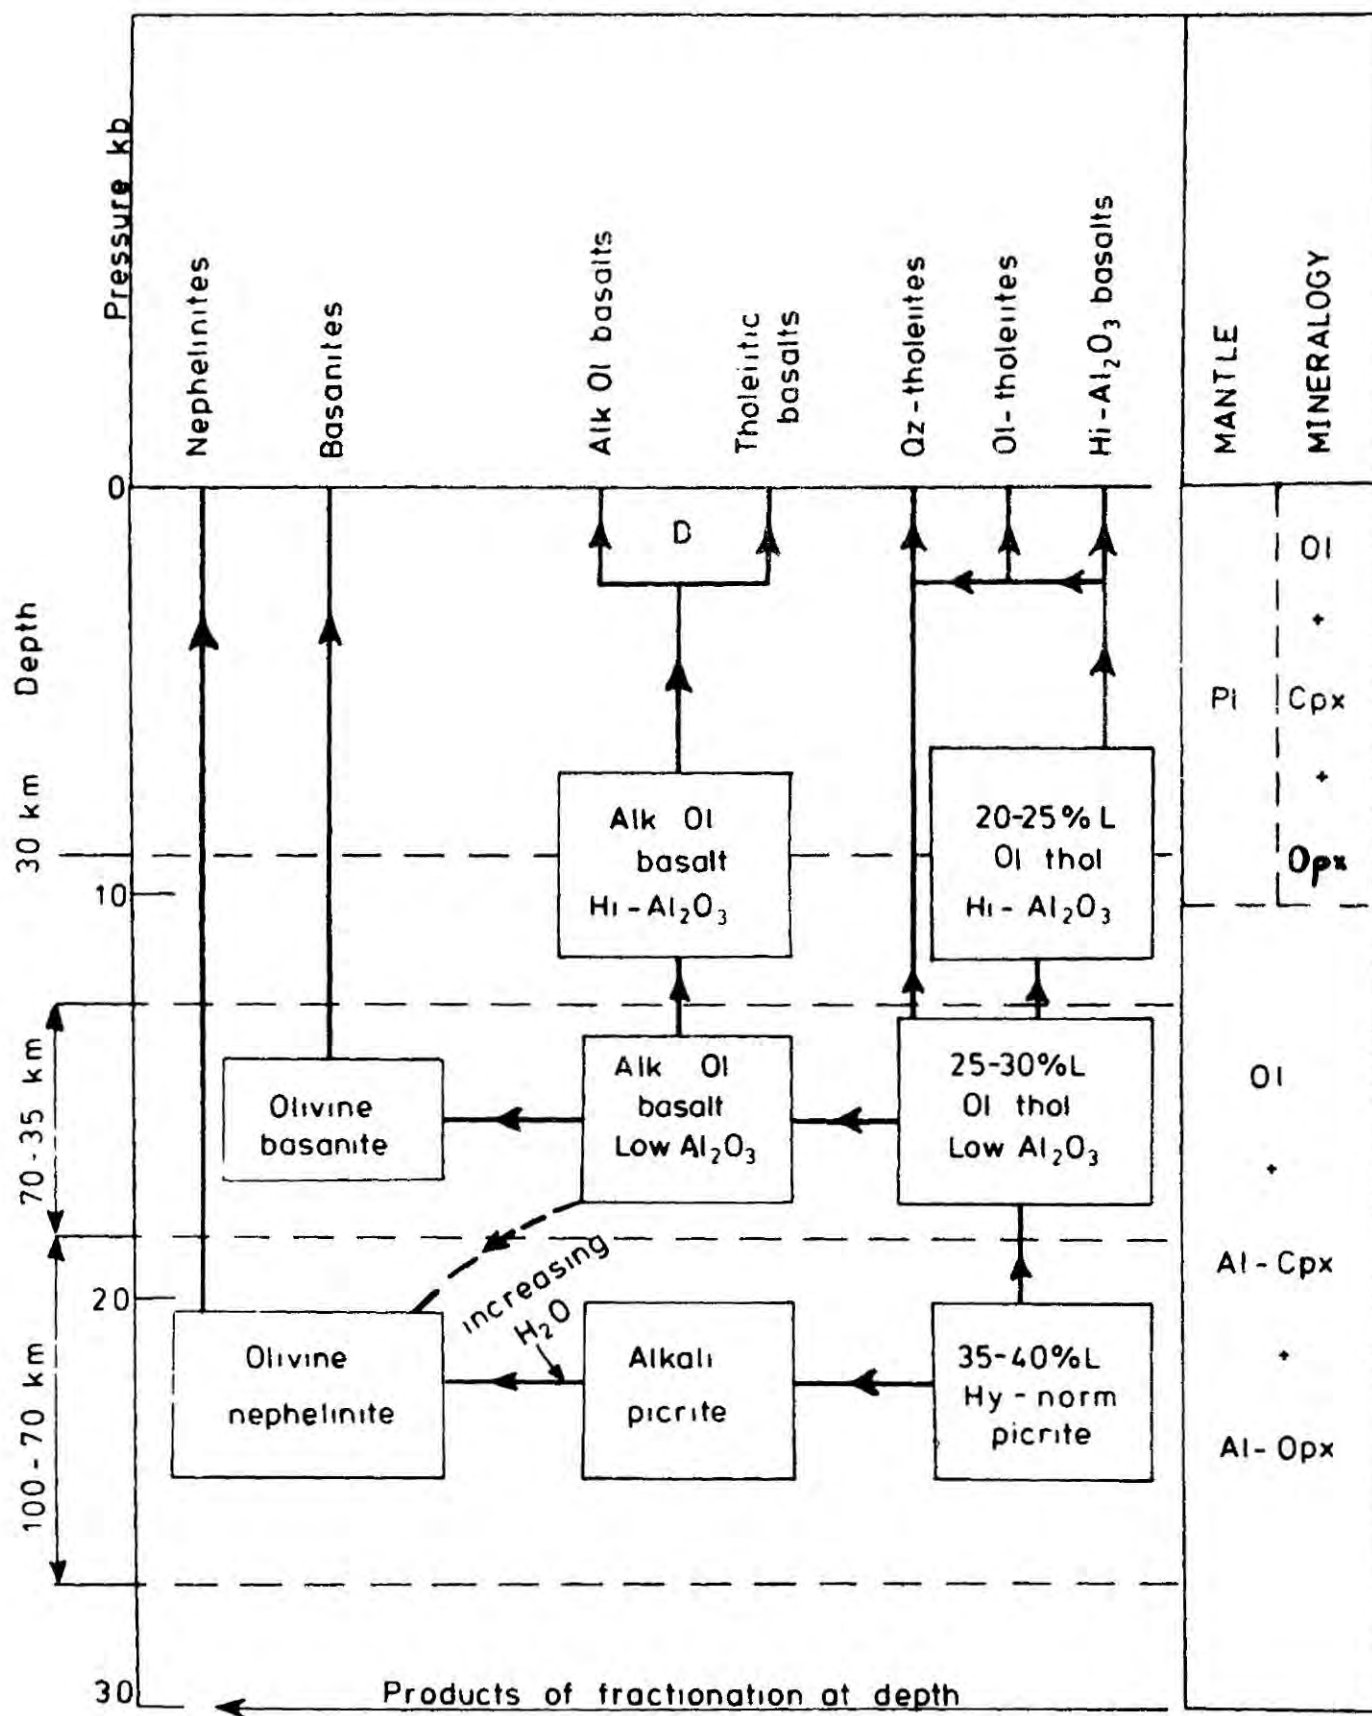 Pressure kb
Nephelinites
Basanites
Alk Ol basalts
Tholeiitic
basalts
Qz-tholeiites
Ol-tholeiites
Hi-Al₂O₃ basalts
MANTLE
MINERALOGY
0
D
Ol
+
Pl
Cpx
+
Opx
Depth
30 km
10
Alk Ol
basalt
Hi-Al₂O₃
20-25% L
Ol thol
Hi-Al₂O₃
70-35 km
Olivine
basanite
Alk Ol
basalt
Low Al₂O₃
25-30%L
Ol thol
Low Al₂O₃
Ol
+
Al-Cpx
+
Al-Opx
20
100-70 km
increasing
H₂O
Olivine
nephelinite
Alkali
picrite
35-40%L
Hy-norm
picrite
30
Products of fractionation at depth